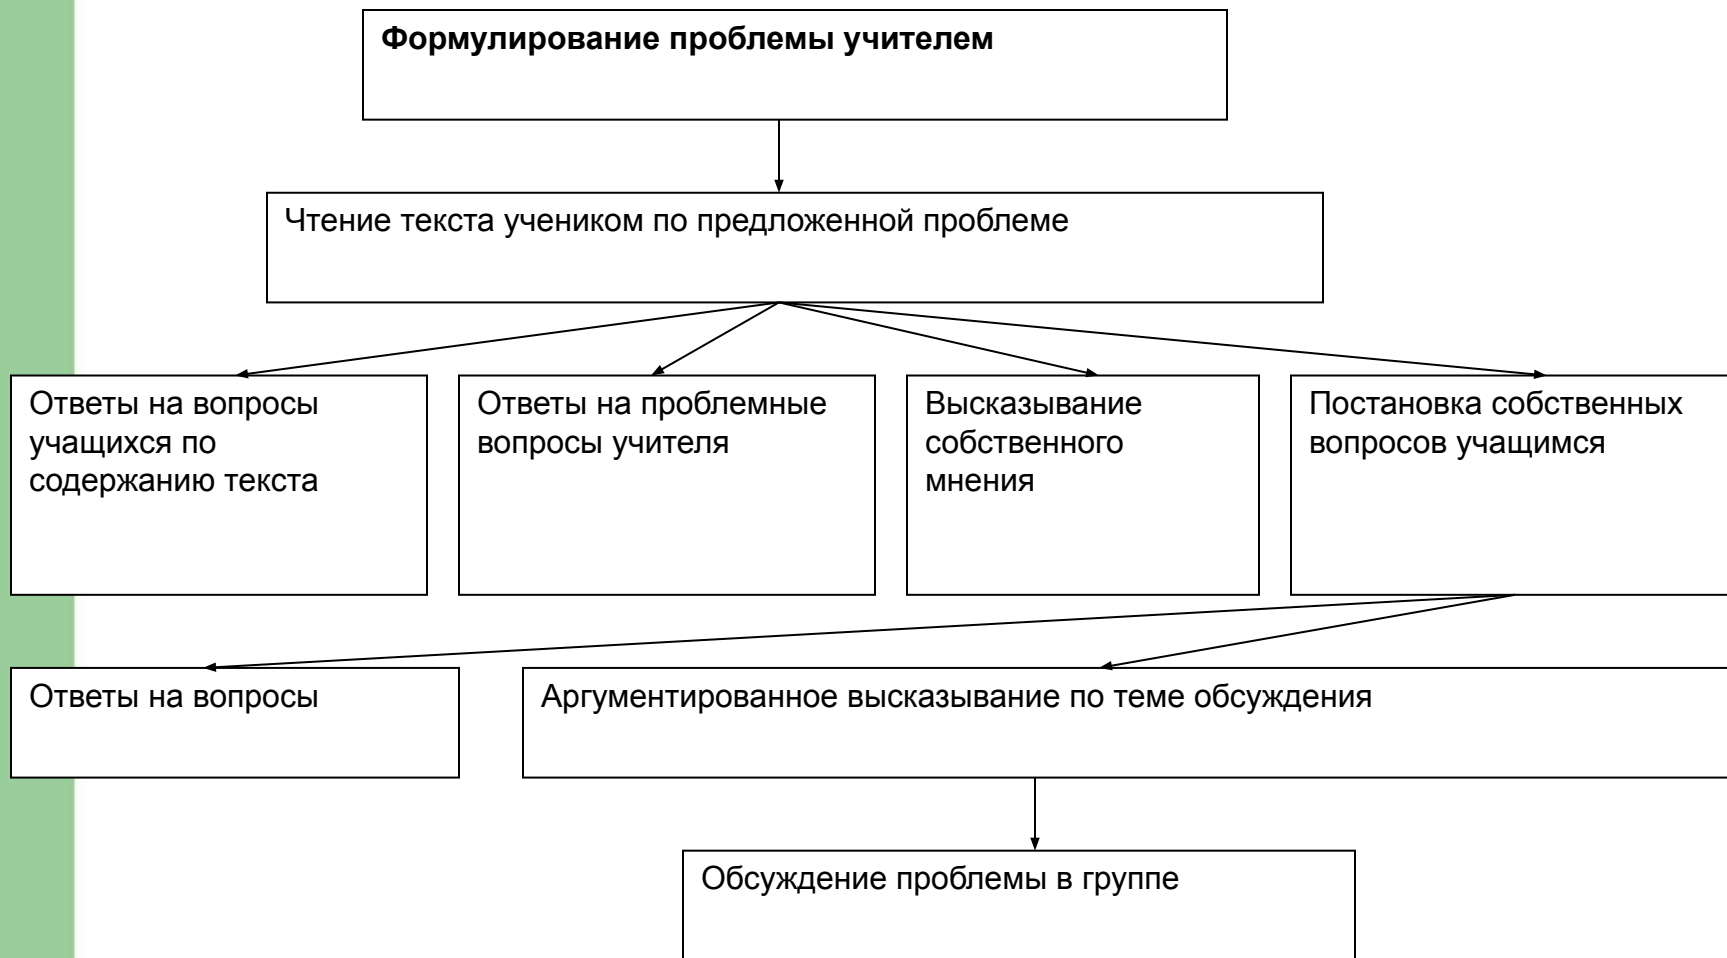 Формулирование проблемы учителем
Чтение текста учеником по предложенной проблеме
Ответы на вопросы
учащихся по
содержанию текста
Ответы на проблемные
вопросы учителя
Высказывание
собственного
мнения
Постановка собственных
вопросов учащимся
Ответы на вопросы
Аргументированное высказывание по теме обсуждения
Обсуждение проблемы в группе